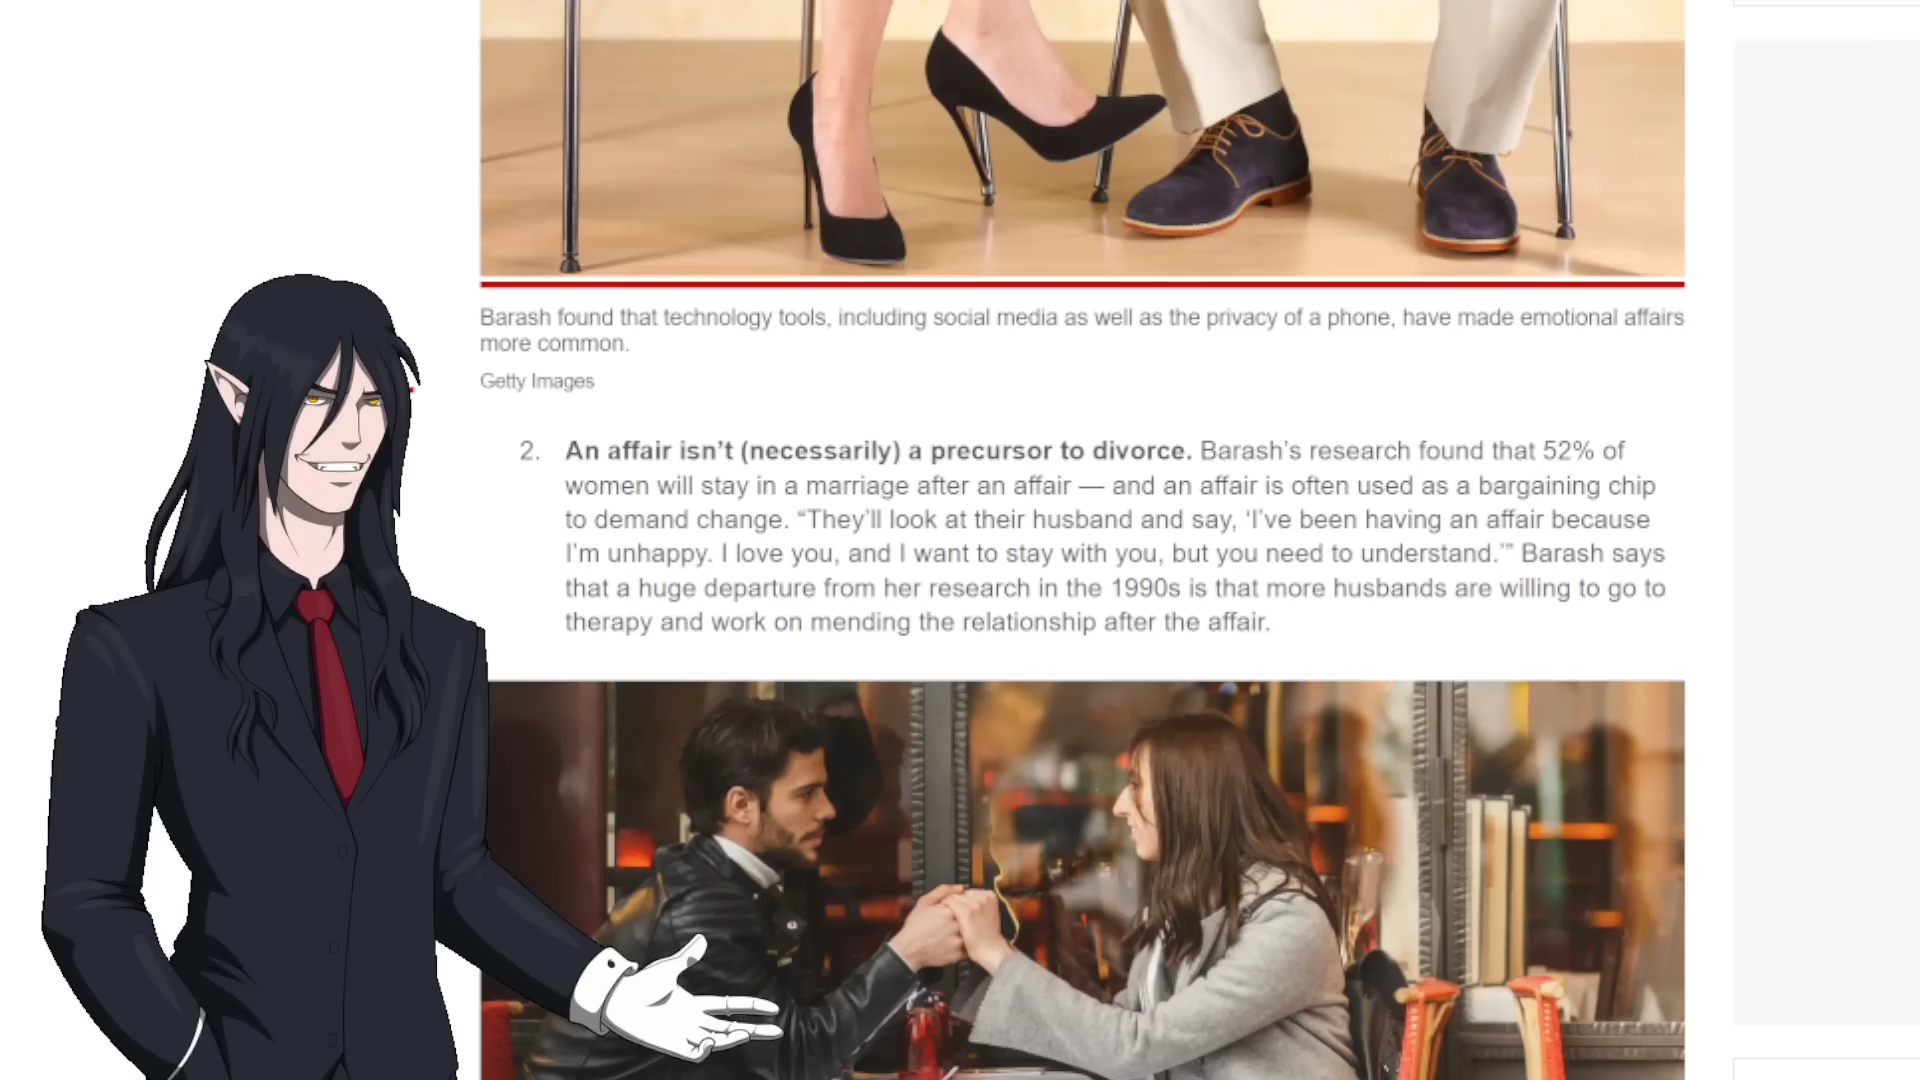 Barash found that technology tools, including social media as well as the privacy of a phone, have made emotional affairs
more common.
Getty Images
2. An affair isn’t (necessarily) a precursor to divorce. Barash’s research found that 52% of
women will stay in a marriage after an affair — and an affair is often used as a bargaining chip
to demand change. “They’ll look at their husband and say, ‘I’ve been having an affair because
I’m unhappy. I love you, and I want to stay with you, but you need to understand.’” Barash says
that a huge departure from her research in the 1990s is that more husbands are willing to go to
therapy and work on mending the relationship after the affair.